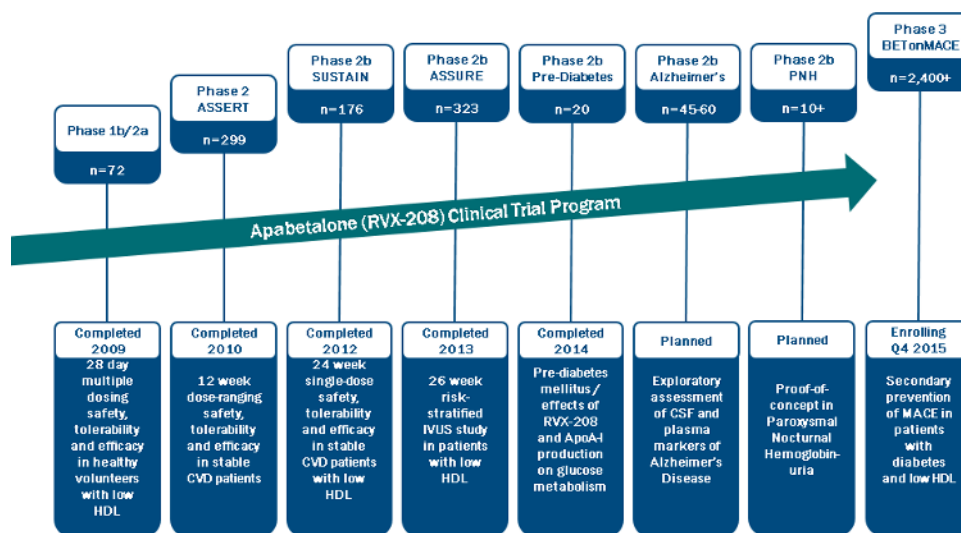 Phase 1b/2a
n=72
Phase 2
ASSERT
n=299
Phase 2b
SUSTAIN
n=176
Phase 2b
ASSURE
n=323
Phase 2b
Pre-Diabetes
n=20
Phase 2b
Alzheimer's
n=45-60
Phase 2b
PNH
n=10+
Phase 3
BETonMACE
n=2,400+
Apabetalone (RVX-208) Clinical Trial Program
Completed
2009
28 day
multiple
dosing
safety,
tolerability
and efficacy
in healthy
volunteers
with low
HDL
Completed
2010
12 week
dose-ranging
safety,
tolerability
and efficacy
in stable
CVD patients
Completed
2012
24 week
single-dose
safety,
tolerability
and efficacy
in stable CVD
patients with
low HDL
Completed
2013
26 week
risk-
stratified
IVUS study
in patients
with low
HDL
Completed
2014
Pre-diabetes
mellitus /
effects of
RVX-208
and ApoA-I
production
on glucose
metabolism
Planned
Exploratory
assessment
of CSF and
plasma
markers of
Alzheimer's
Disease
Planned
Proof-of-
concept in
Paroxysmal
Nocturnal
Hemoglobin-
uria
Enrolling
Q4 2015
Secondary
prevention
of MACE in
patients
with
diabetes
and low HDL